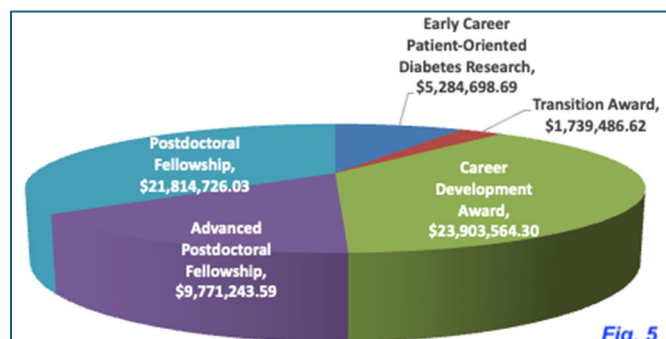 Early Career
Patient-Oriented
Diabetes Research,
$5,284,698.69
Transition Award,
$1,739,486.62
Postdoctoral
Fellowship,
$21,814,726.03
Career
Development
Award,
$23,903,564.30
Advanced
Postdoctoral
Fellowship,
$9,771,243.59
Fig. 5